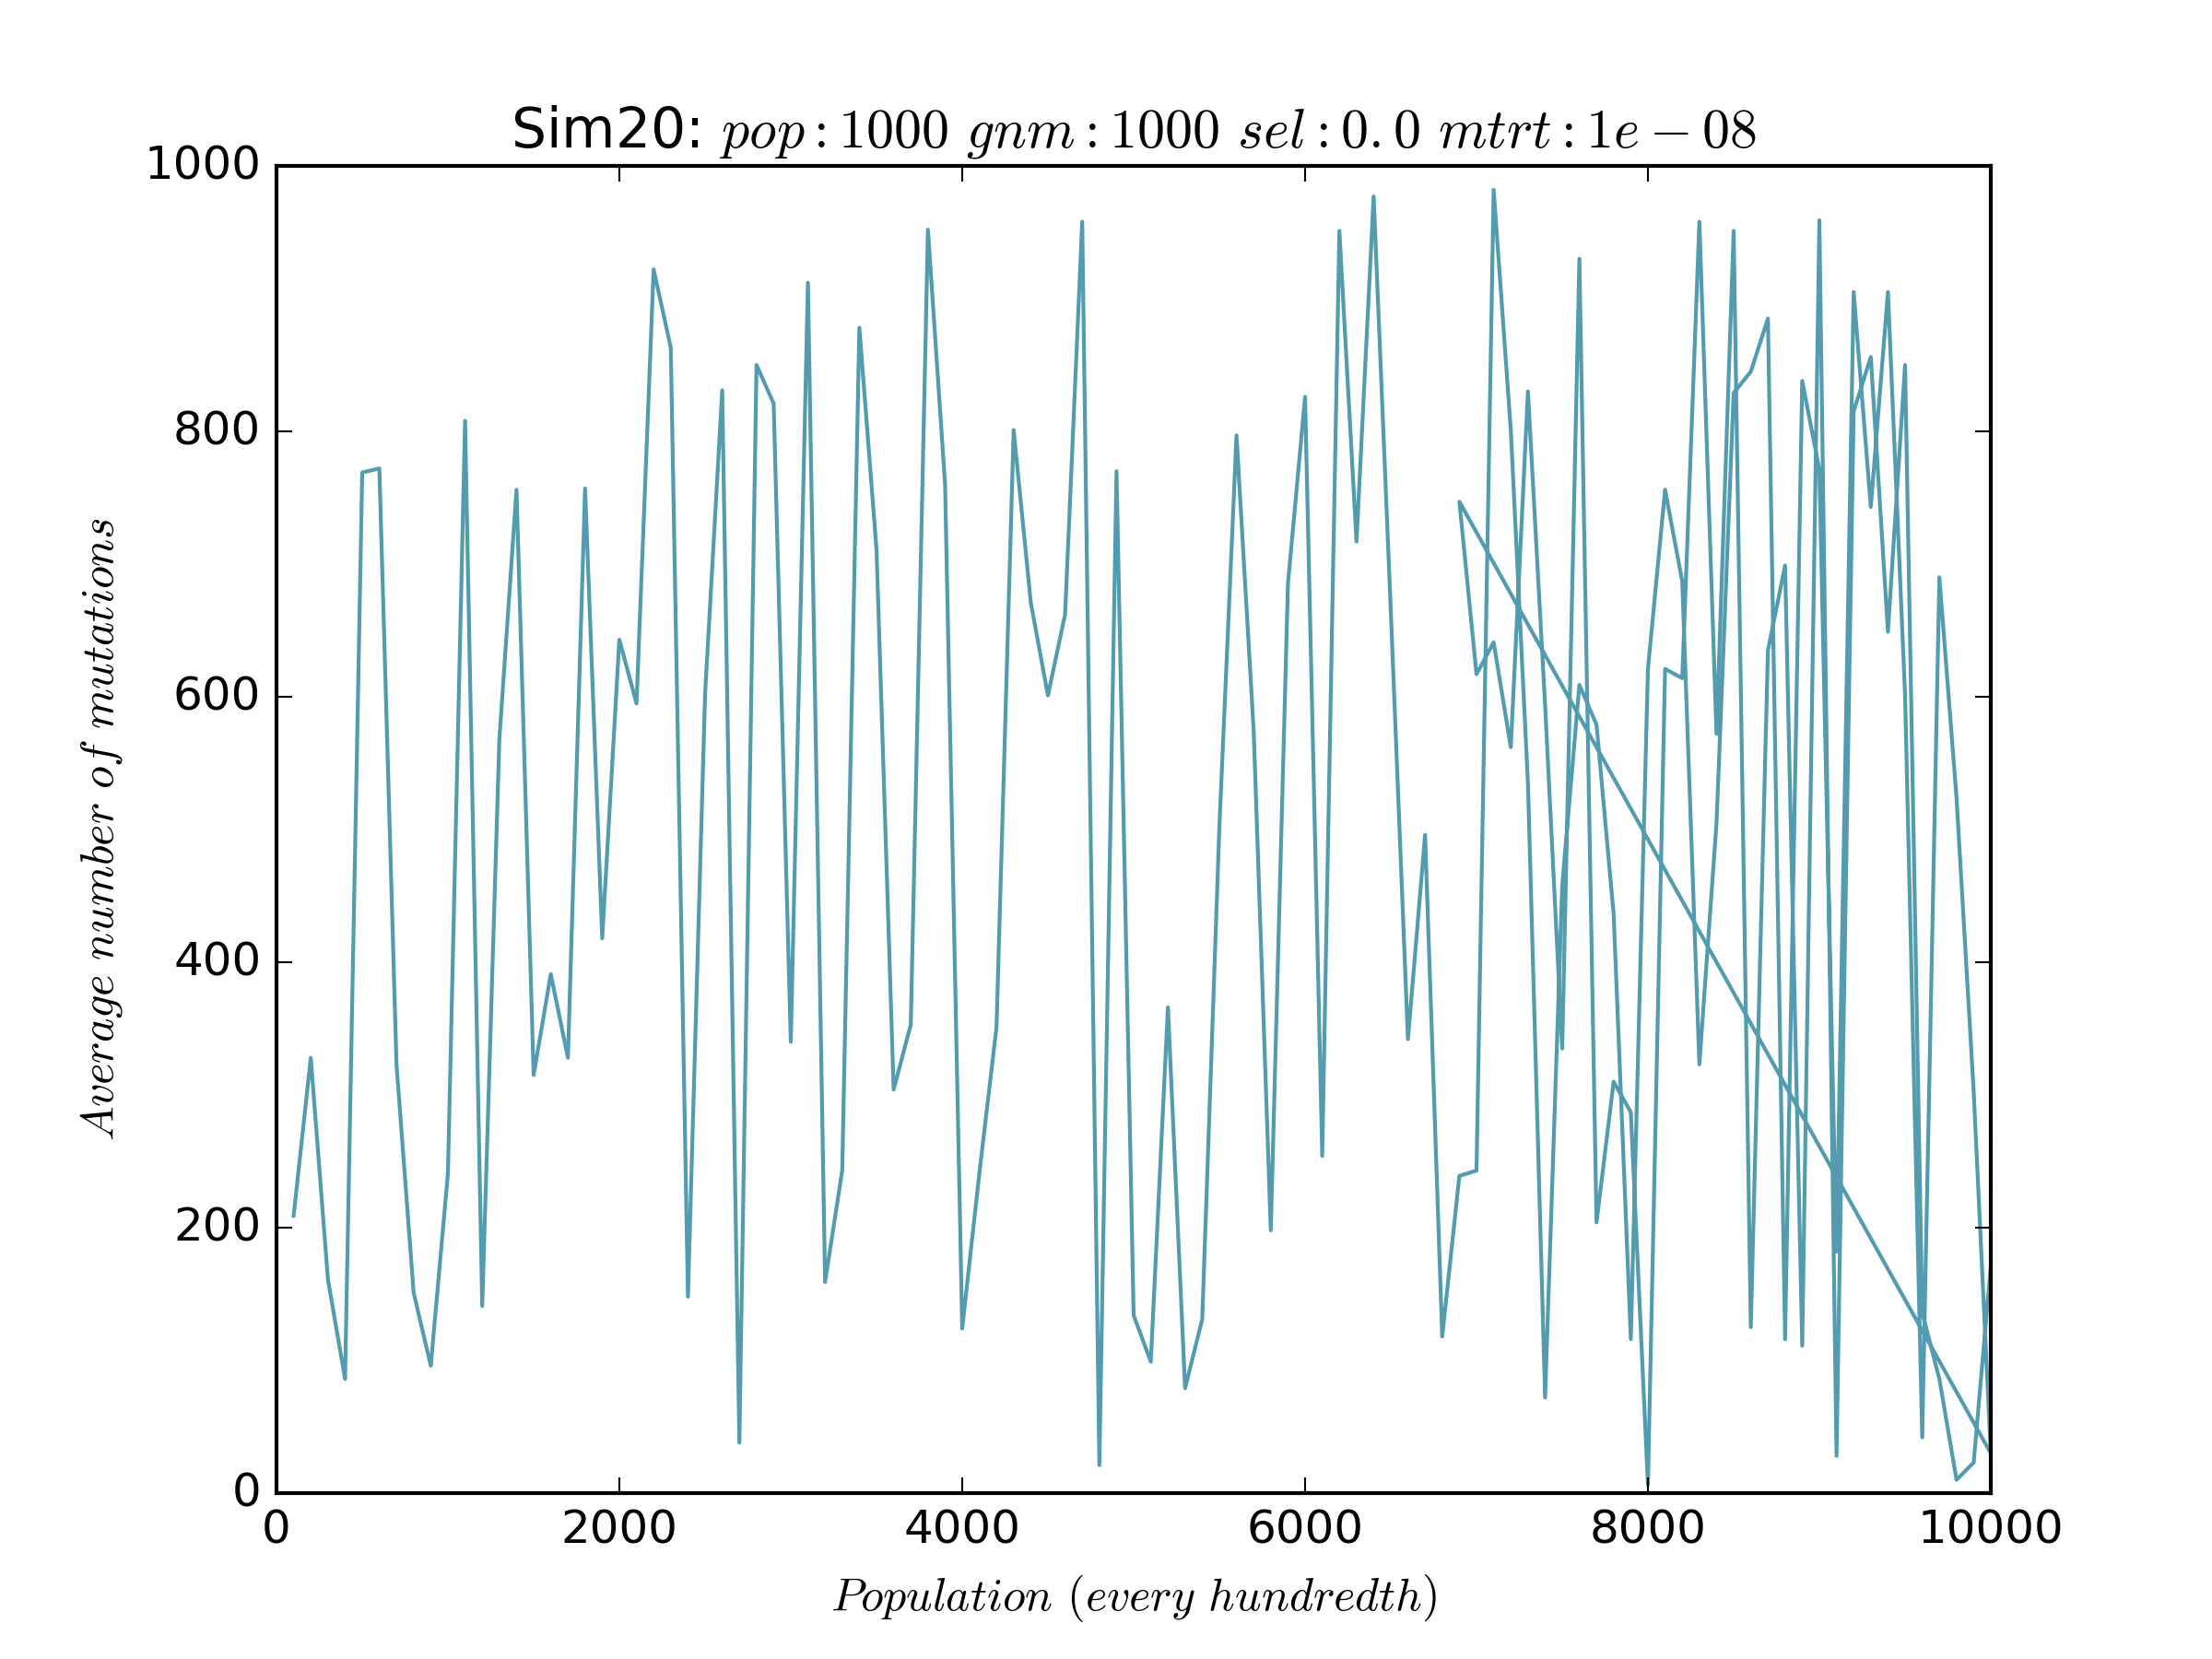 Sim20: pop : 1000 gnm : 1000 sel : 0.0 mtrt : 1e − 08
1000
800
600
400
200
0
Average number of mutations
0 2000 4000 6000 8000 10000
Population (every hundredth)